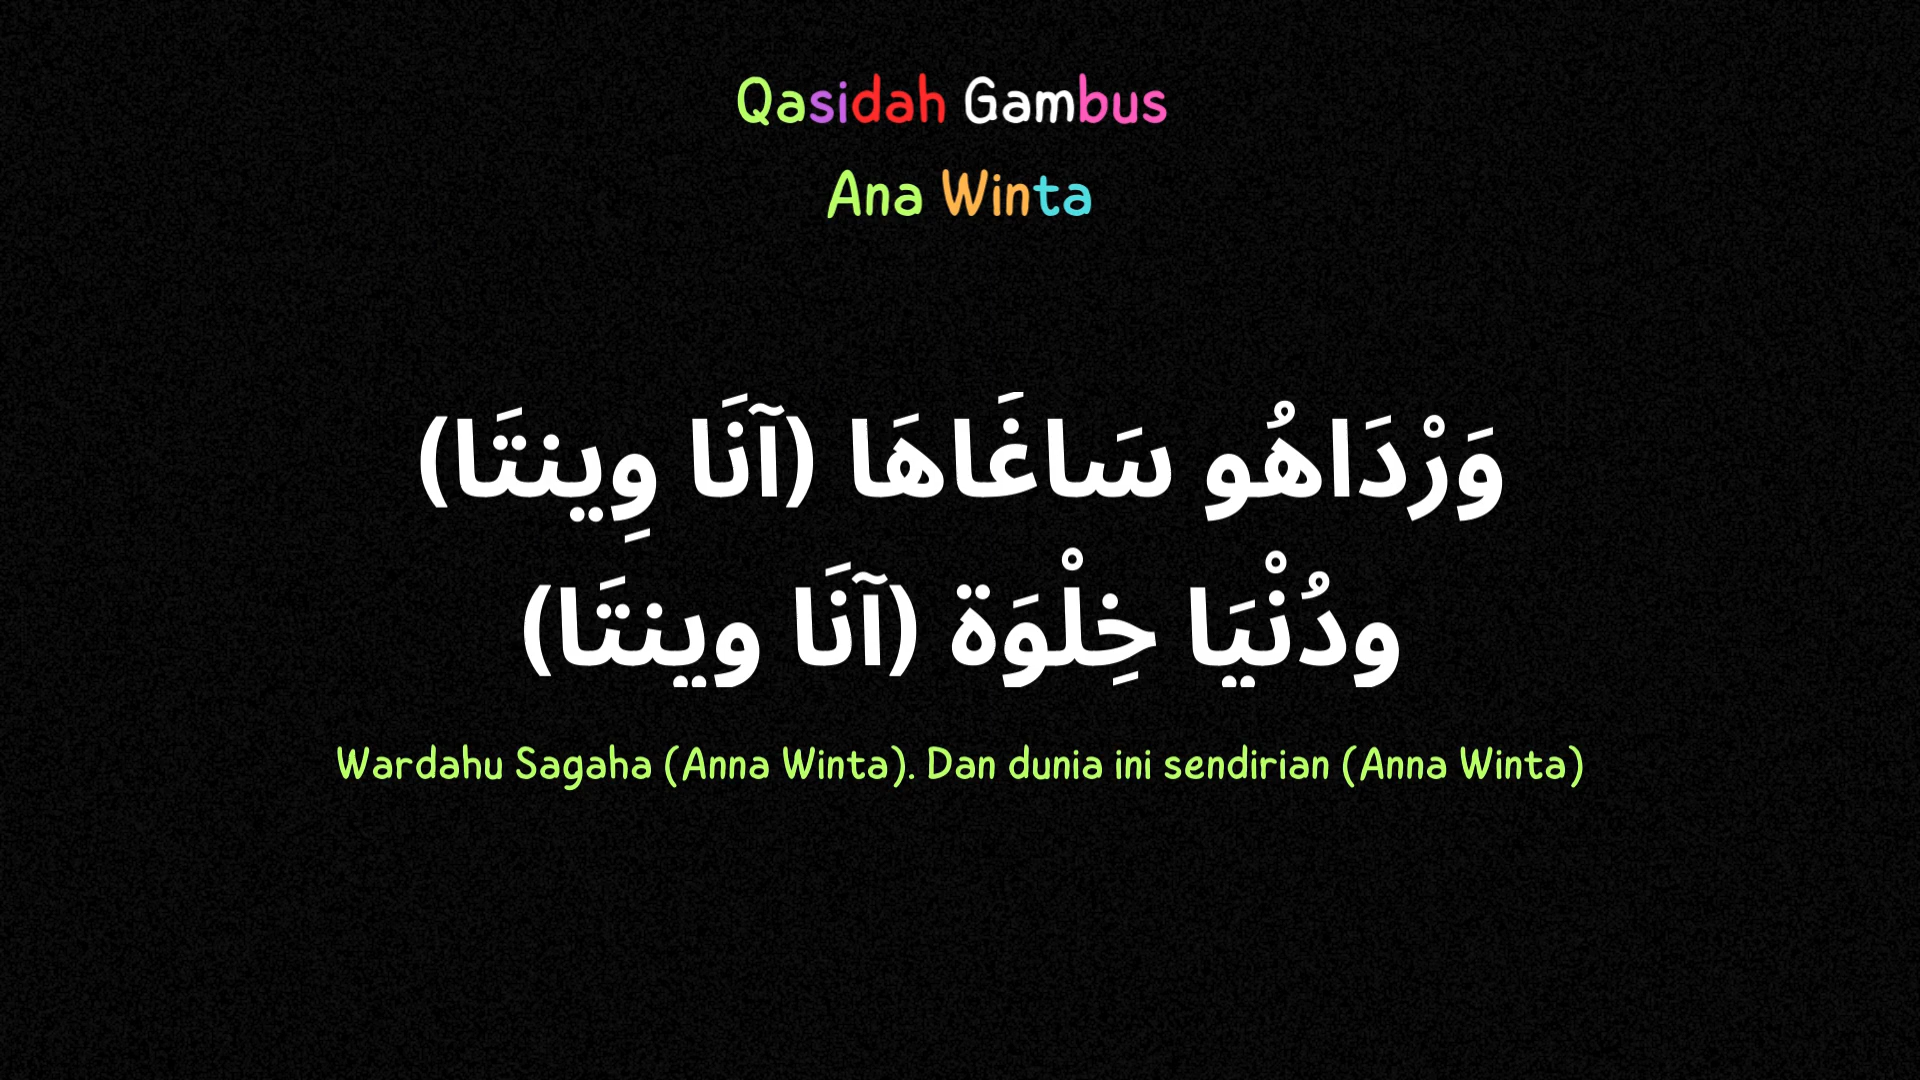 Qasidah Gambus
Ana Winta
وَرْدَاهُو سَاغَاهَا (آنَا وِينتَا)
ودُنْيَا خِلْوَة (آنَا وينتَا)
Wardahu Sagaha (Anna Winta). Dan dunia ini sendirian (Anna Winta)